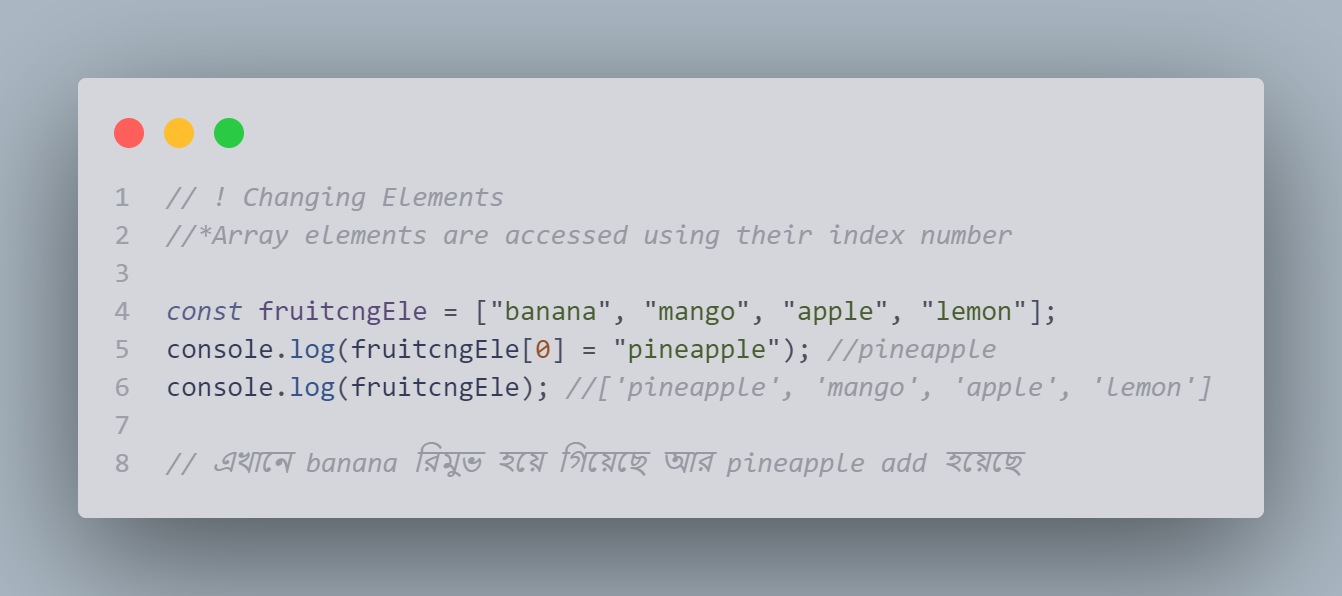 1 // ! Changing Elements
2 //*Array elements are accessed using their index number
3
4 const fruitcngEle = ["banana", "mango", "apple", "lemon"];
5 console.log(fruitcngEle[0] = "pineapple"); //pineapple
6 console.log(fruitcngEle); //['pineapple', 'mango', 'apple', 'lemon']
7
8 // এখানে banana রিমুভ হয়ে গিয়েছে আর pineapple add হয়েছে